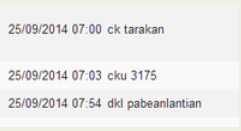 25/09/2014 07:00 ck tarakan
25/09/2014 07:03 cku 3175
25/09/2014 07:54 dkl pabeanlantian